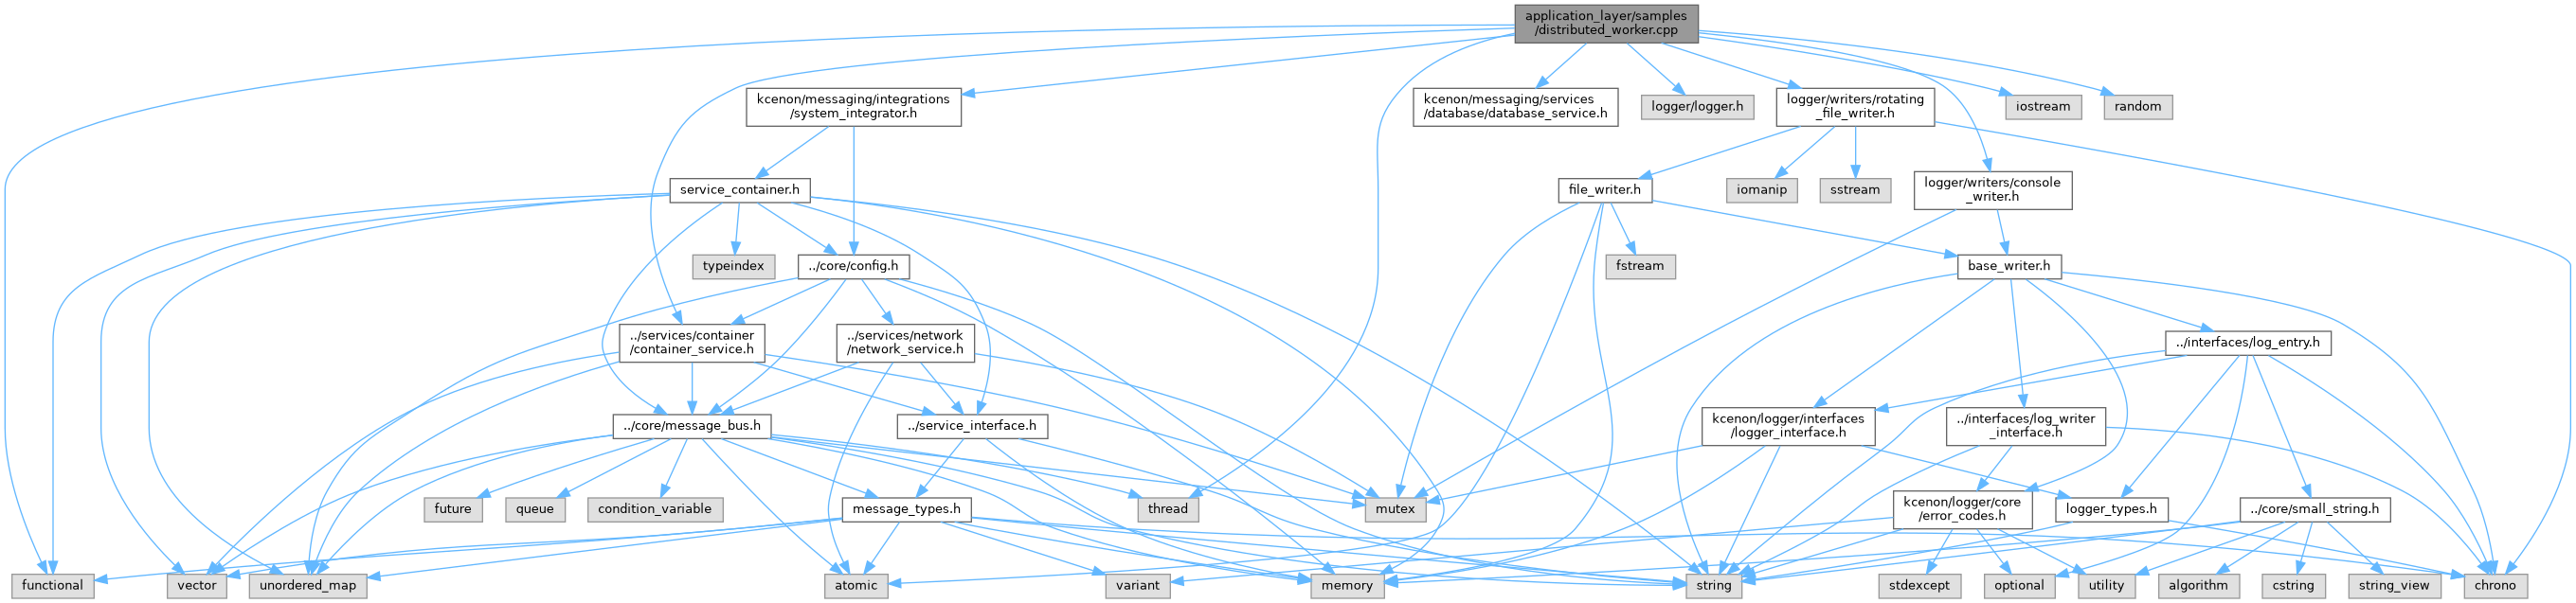 application_layer/samples
/distributed_worker.cpp
kcenon/messaging/integrations
/system_integrator.h
kcenon/messaging/services
/database/database_service.h
logger/logger.h
logger/writers/rotating
_file_writer.h
iostream
random
service_container.h
file_writer.h
iomanip
sstream
logger/writers/console
_writer.h
typeindex
../core/config.h
fstream
base_writer.h
../services/container
/container_service.h
../services/network
/network_service.h
../interfaces/log_entry.h
../core/message_bus.h
../service_interface.h
kcenon/logger/interfaces
/logger_interface.h
../interfaces/log_writer
_interface.h
future
queue
condition_variable
message_types.h
thread
mutex
kcenon/logger/core
/error_codes.h
logger_types.h
../core/small_string.h
functional
vector
unordered_map
atomic
variant
memory
string
stdexcept
optional
utility
algorithm
cstring
string_view
chrono